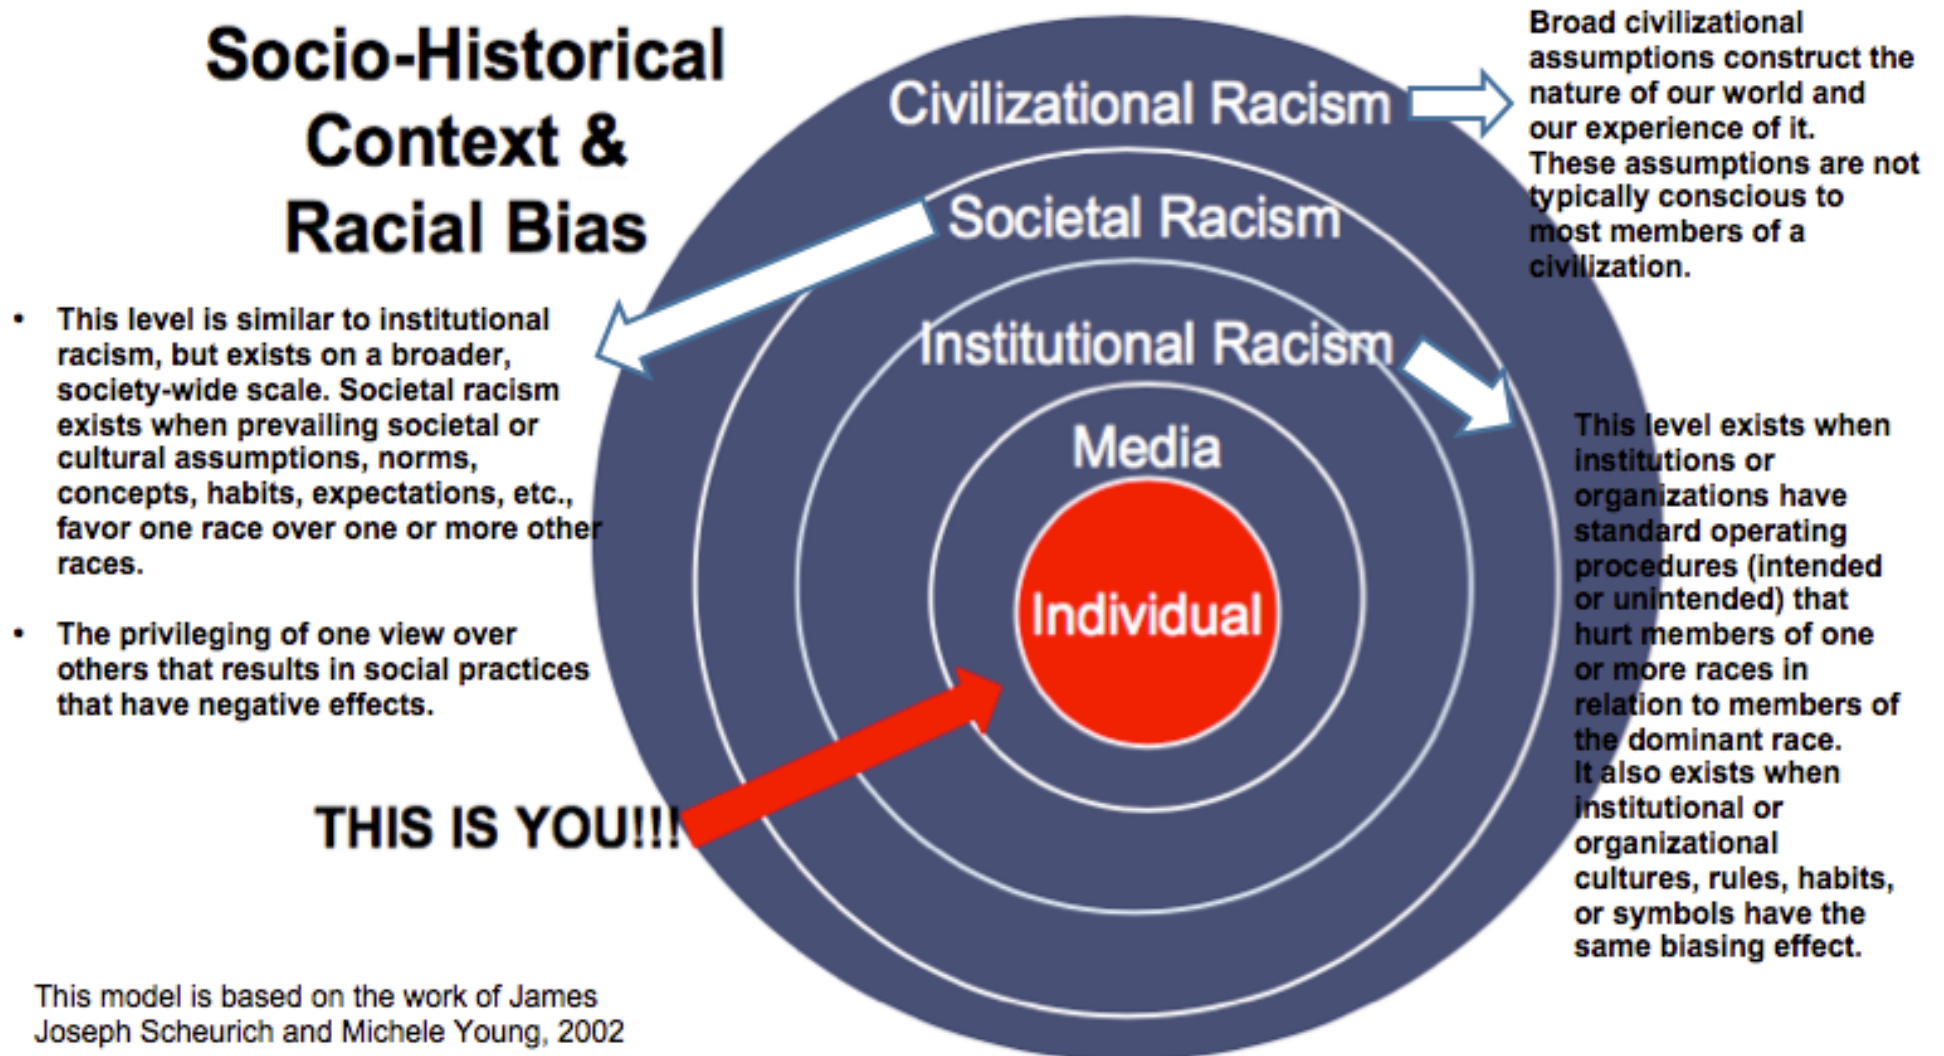 Socio-Historical
Context &
Racial Bias
• This level is similar to institutional
racism, but exists on a broader,
society-wide scale. Societal racism
exists when prevailing societal or
cultural assumptions, norms,
concepts, habits, expectations, etc.,
favor one race over one or more other
races.
• The privileging of one view over
others that results in social practices
that have negative effects.
THIS IS YOU!!!
This model is based on the work of James
Joseph Scheurich and Michele Young, 2002
Civilizational Racism
Societal Racism
Institutional Racism
Media
Individual
Broad civilizational
assumptions construct the
nature of our world and
our experience of it.
These assumptions are not
typically conscious to
most members of a
civilization.
This level exists when
institutions or
organizations have
standard operating
procedures (intended
or unintended) that
hurt members of one
or more races in
relation to members of
the dominant race.
It also exists when
institutional or
organizational
cultures, rules, habits,
or symbols have the
same biasing effect.